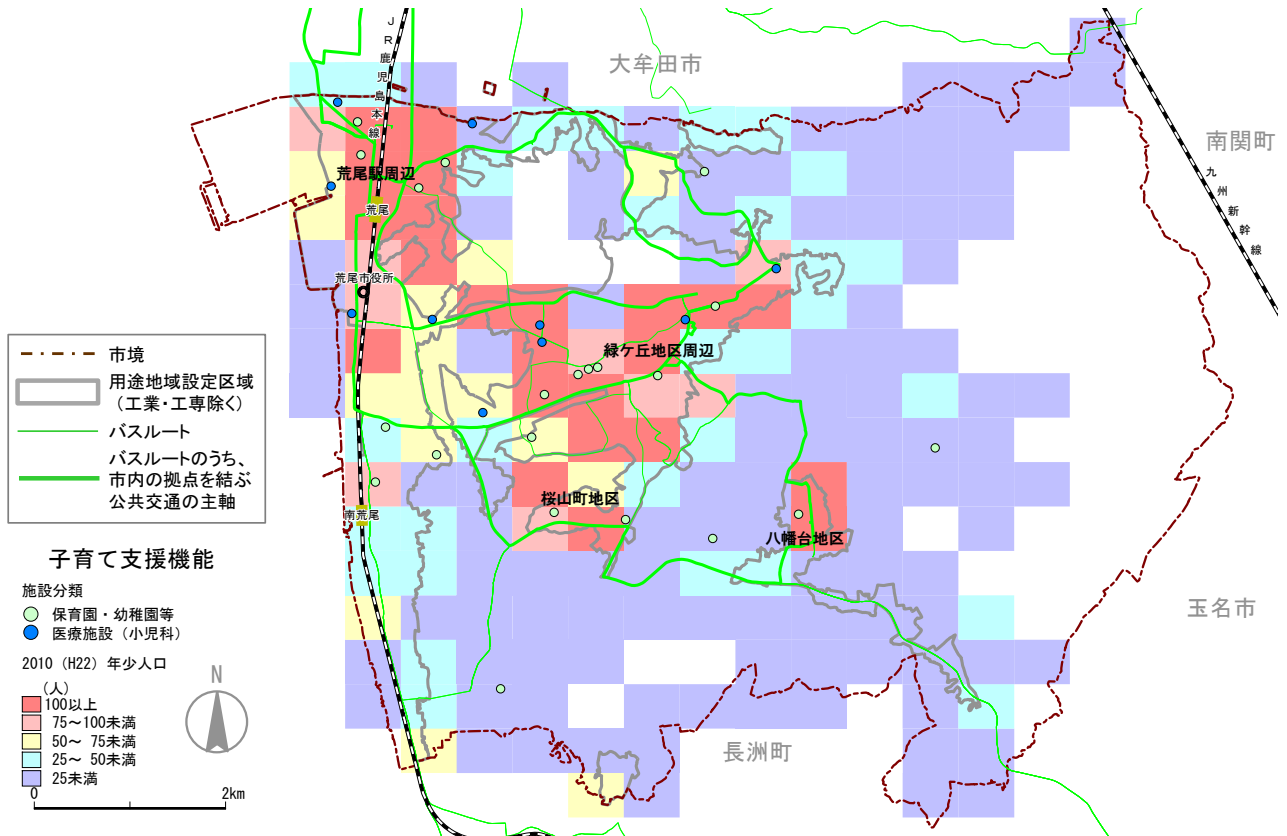 JR鹿児島本線
大牟田市
南関町
九州新幹線
荒尾駅周辺
荒尾
荒尾市役所
緑ケ丘地区周辺
桜山町地区
南荒尾
八幡台地区
玉名市
長洲町
市境
用途地域設定区域
(工業・工専除く)
バスルート
バスルートのうち、
市内の拠点を結ぶ
公共交通の主軸
子育て支援機能
施設分類
保育園・幼稚園等
医療施設(小児科)
2010(H22)年少人口
(人)
100以上
75～100未満
50～ 75未満
25～ 50未満
25未満
N
0 2km